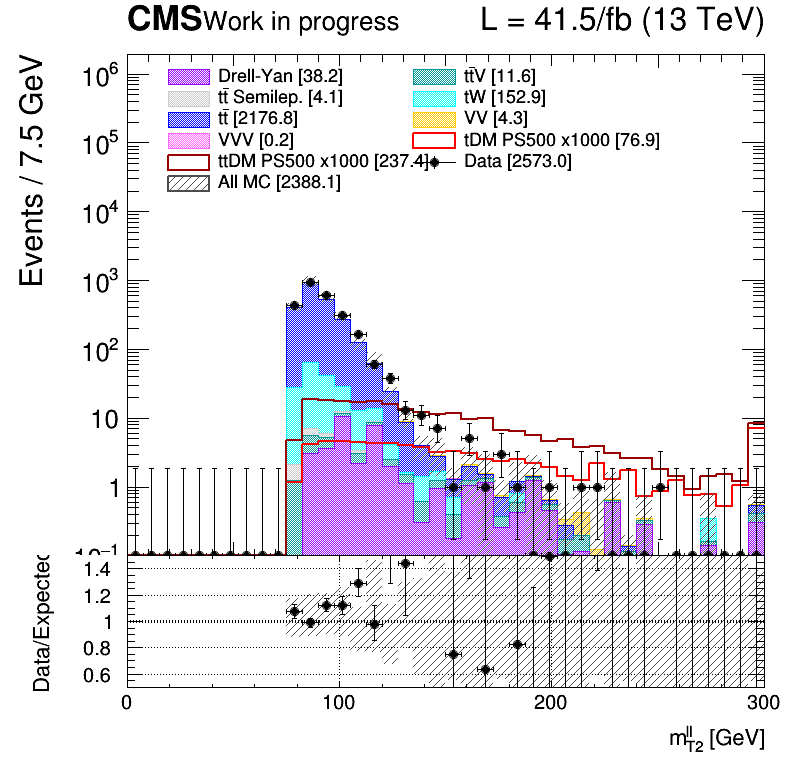 CMS Work in progress L = 41.5/fb (13 TeV)
Events / 7.5 GeV
10⁶
10⁵
10⁴
10³
10²
10
1
10⁻¹
Drell-Yan [38.2]
tt̄V [11.6]
tt̄ Semilep. [4.1]
tW [152.9]
tt̄ [2176.8]
VV [4.3]
VVV [0.2]
tDM PS500 x1000 [76.9]
ttDM PS500 x1000 [237.4]
Data [2573.0]
All MC [2388.1]
Data/Expected
1.4
1.2
1
0.8
0.6
0 100 200 300
m_T2^ll [GeV]